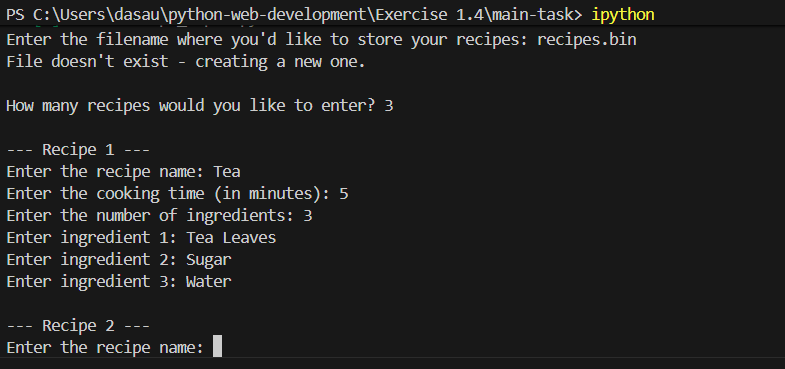 PS C:\Users\dasau\python-web-development\Exercise 1.4\main-task> ipython
Enter the filename where you'd like to store your recipes: recipes.bin
File doesn't exist - creating a new one.
How many recipes would you like to enter? 3
--- Recipe 1 ---
Enter the recipe name: Tea
Enter the cooking time (in minutes): 5
Enter the number of ingredients: 3
Enter ingredient 1: Tea Leaves
Enter ingredient 2: Sugar
Enter ingredient 3: Water
--- Recipe 2 ---
Enter the recipe name: